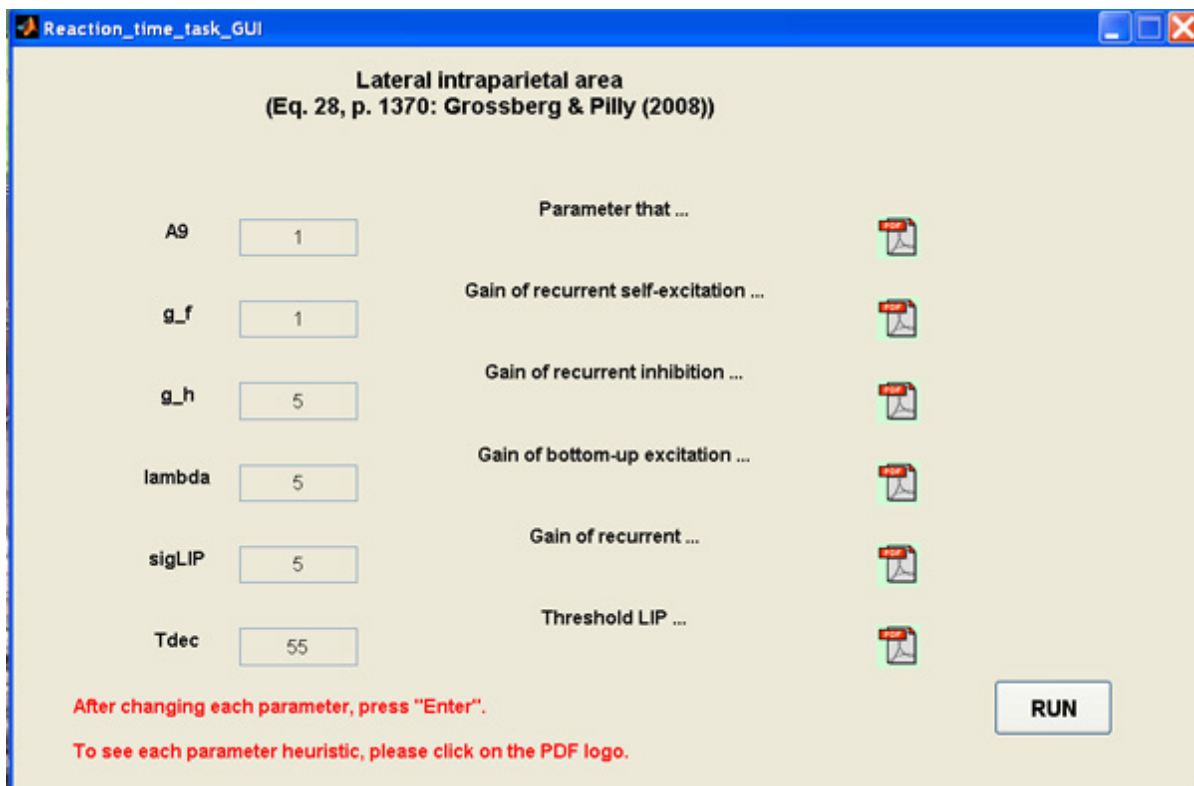 Reaction_time_task_GUI
Lateral intraparietal area
(Eq. 28, p. 1370: Grossberg & Pilly (2008))
A9
1
Parameter that ...
PDF
g_f
1
Gain of recurrent self-excitation ...
PDF
g_h
5
Gain of recurrent inhibition ...
PDF
lambda
5
Gain of bottom-up excitation ...
PDF
sigLIP
5
Gain of recurrent ...
PDF
Tdec
55
Threshold LIP ...
PDF
After changing each parameter, press "Enter".
RUN
To see each parameter heuristic, please click on the PDF logo.